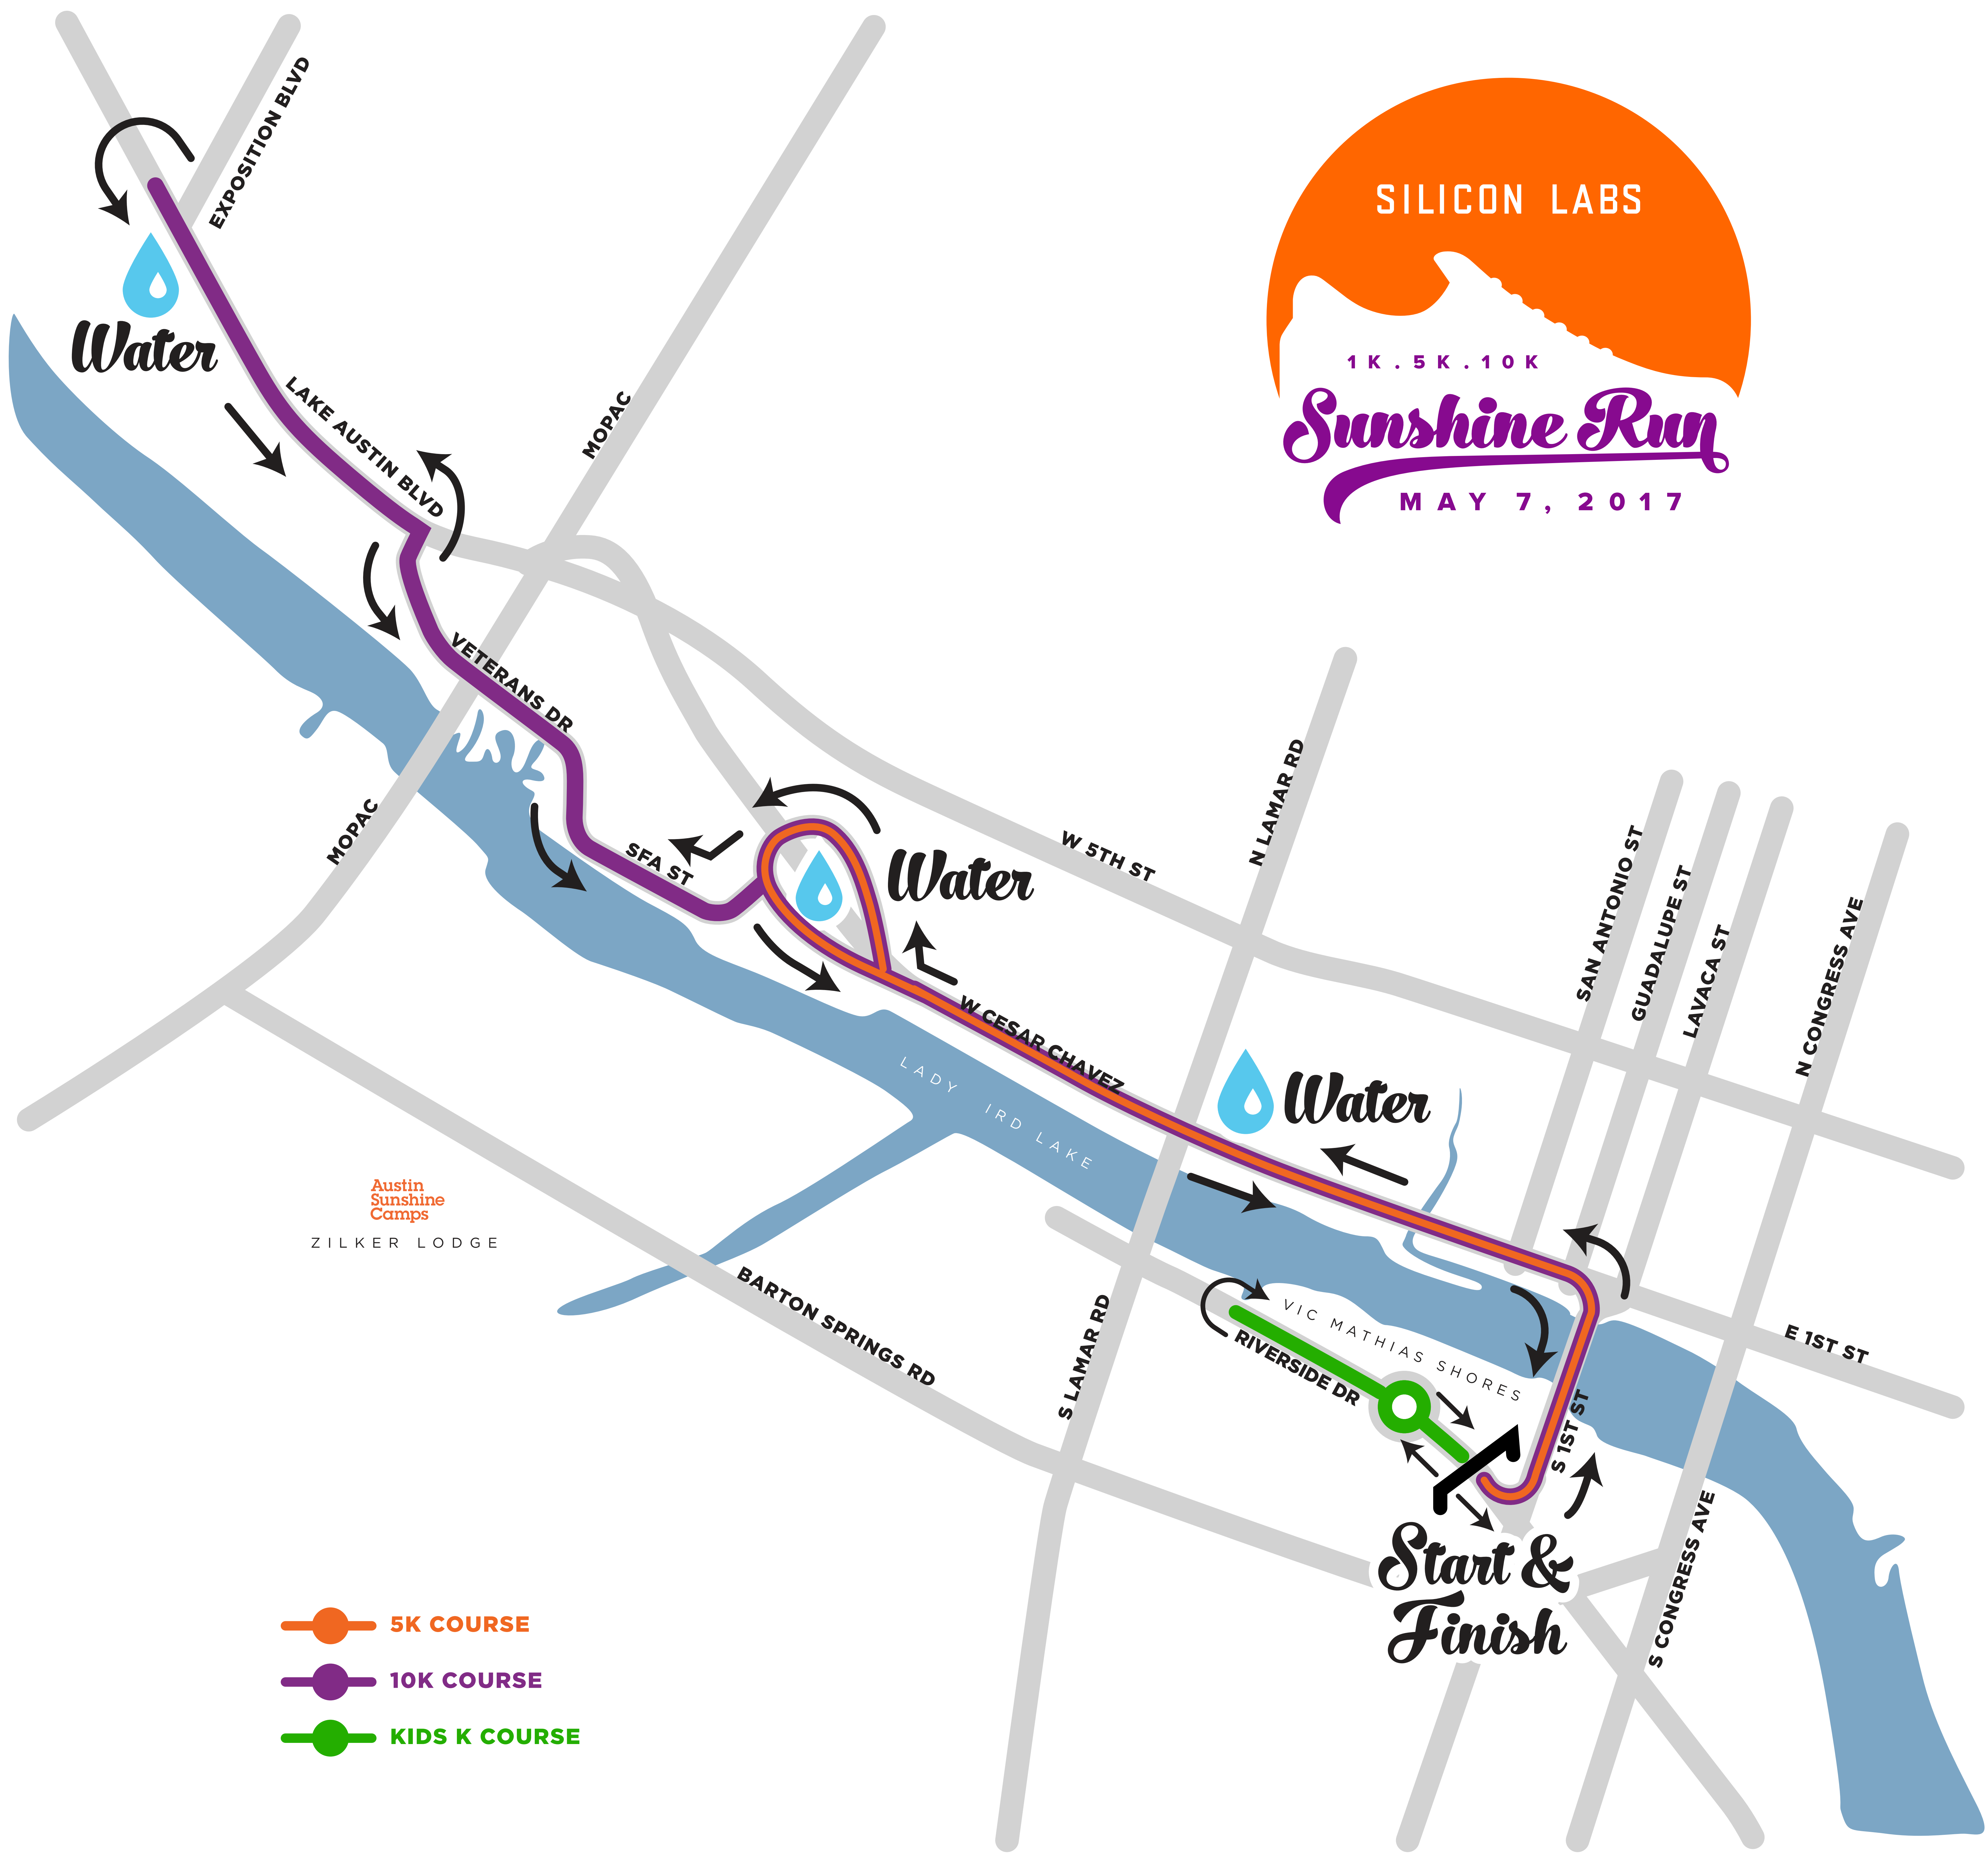 SILICON LABS
1K.5K.10K
Sunshine Run
MAY 7, 2017
EXPOSITION BLVD
Water
LAKE AUSTIN BLVD
MOPAC
VETERANS DR
MOPAC
SFA ST
Water
W 5TH ST
N LAMAR RD
SAN ANTONIO ST
GUADALUPE ST
LAVACA ST
N CONGRESS AVE
W CESAR CHAVEZ
LADY IRD LAKE
Water
Austin
Sunshine
Camps
ZILKER LODGE
BARTON SPRINGS RD
S LAMAR RD
VIC MATHIAS SHORES
RIVERSIDE DR
E 1ST ST
S 1ST ST
S CONGRESS AVE
Start &
Finish
5K COURSE
10K COURSE
KIDS K COURSE